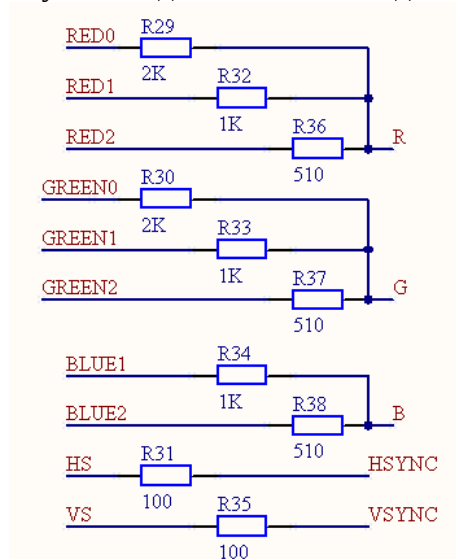 R29
RED0
2K
R32
RED1
1K
R36
RED2 R
510
R30
GREEN0
2K
R33
GREEN1
1K
R37
GREEN2 G
510
R34
BLUE1
1K
R38
BLUE2 B
510
R31
HS HSYNC
100
R35
VS VSYNC
100